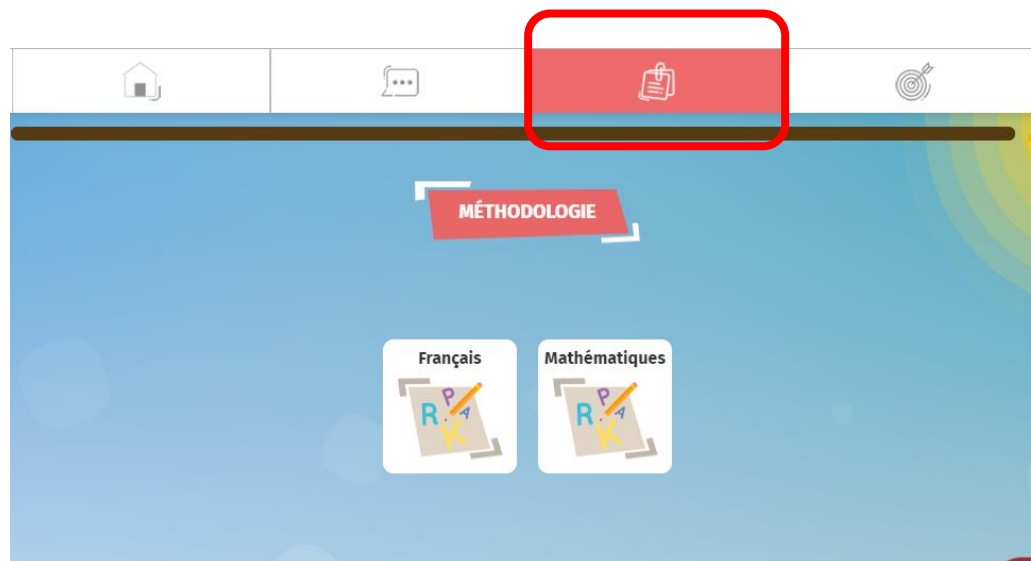 MÉTHODOLOGIE
Français
Mathématiques
R P A K
R P A K